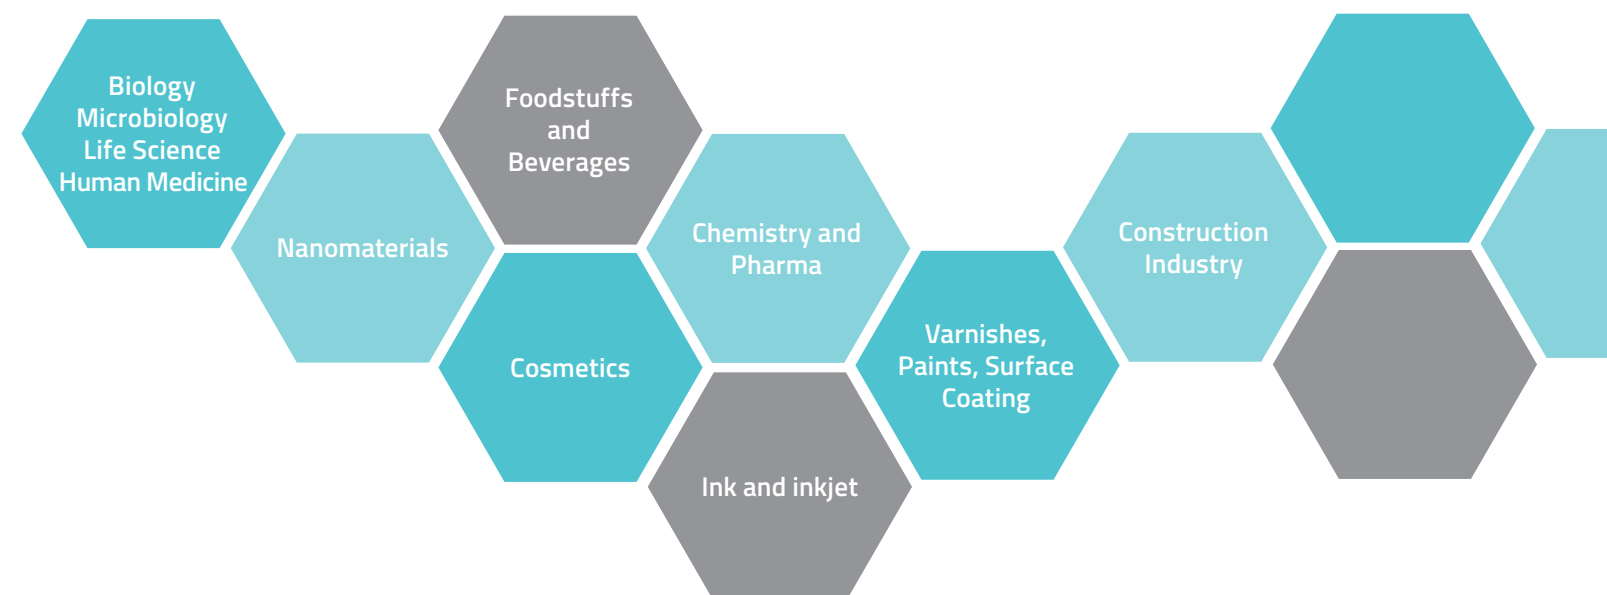 Biology
Microbiology
Life Science
Human Medicine
Nanomaterials
Foodstuffs
and
Beverages
Cosmetics
Chemistry and
Pharma
Ink and inkjet
Varnishes,
Paints, Surface
Coating
Construction
Industry